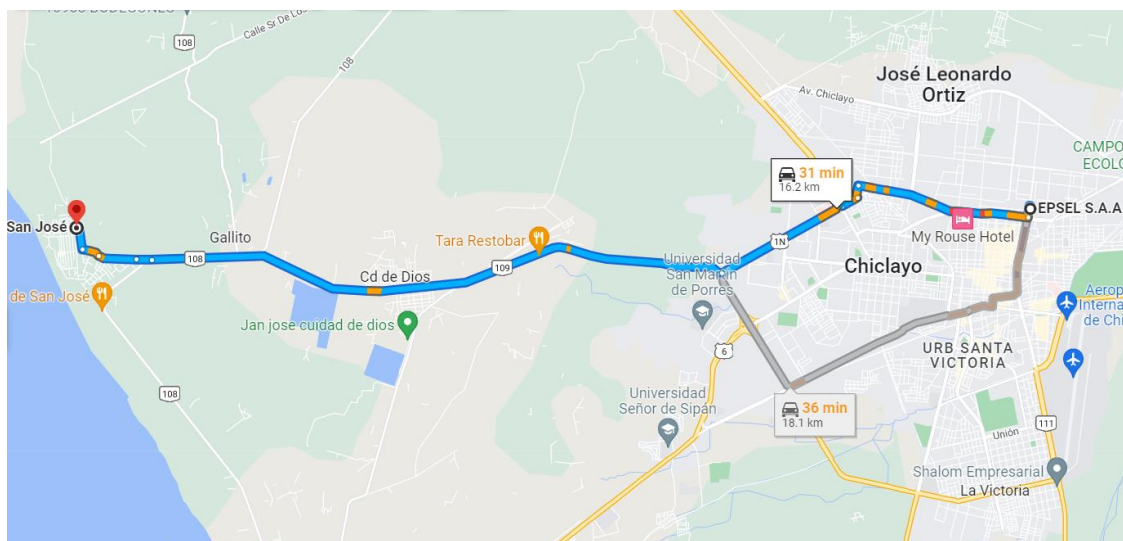 108
Calle Sr De Los
108
José Leonardo
Ortiz
Av. Chiclayo
CAMPO
ECOLÓ
31 min
16.2 km
EPSEL S.A.A
San José
Gallito
108
Tara Restobar
109
1N
My Rouse Hotel
Universidad
San Martín
de Porres
Chiclayo
Cd de Dios
de San José
Jan jose cuidad de dios
Aerop
Interna
de Chi
6
URB SANTA
VICTORIA
108
Universidad
Señor de Sipán
36 min
18.1 km
111
Unión
Shalom Empresarial
La Victoria